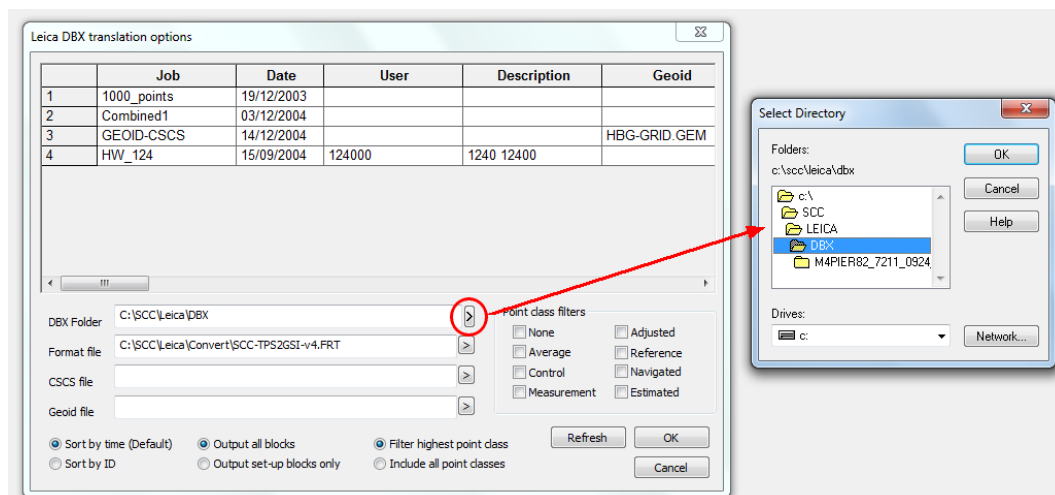 Leica DBX translation options
Job Date User Description Geoid
1 1000_points 19/12/2003
2 Combined1 03/12/2004
3 GEOID-CSCS 14/12/2004 HBG-GRID.GEM
4 HW_124 15/09/2004 124000 1240 12400
DBX Folder C:\SCC\Leica\DBX >
Format file C:\SCC\Leica\Convert\SCC-TPS2GSI-v4.FRT >
CSCS file >
Geoid file >
Point class filters
None Adjusted
Average Reference
Control Navigated
Measurement Estimated
Sort by time (Default) Output all blocks Filter highest point class Refresh OK
Sort by ID Output set-up blocks only Include all point classes Cancel
Select Directory
Folders: OK
c:\scc\leica\dbx
Cancel
c:\
SCC
Help
LEICA
DBX
M4PIER82_7211_0924
Drives:
c: Network...